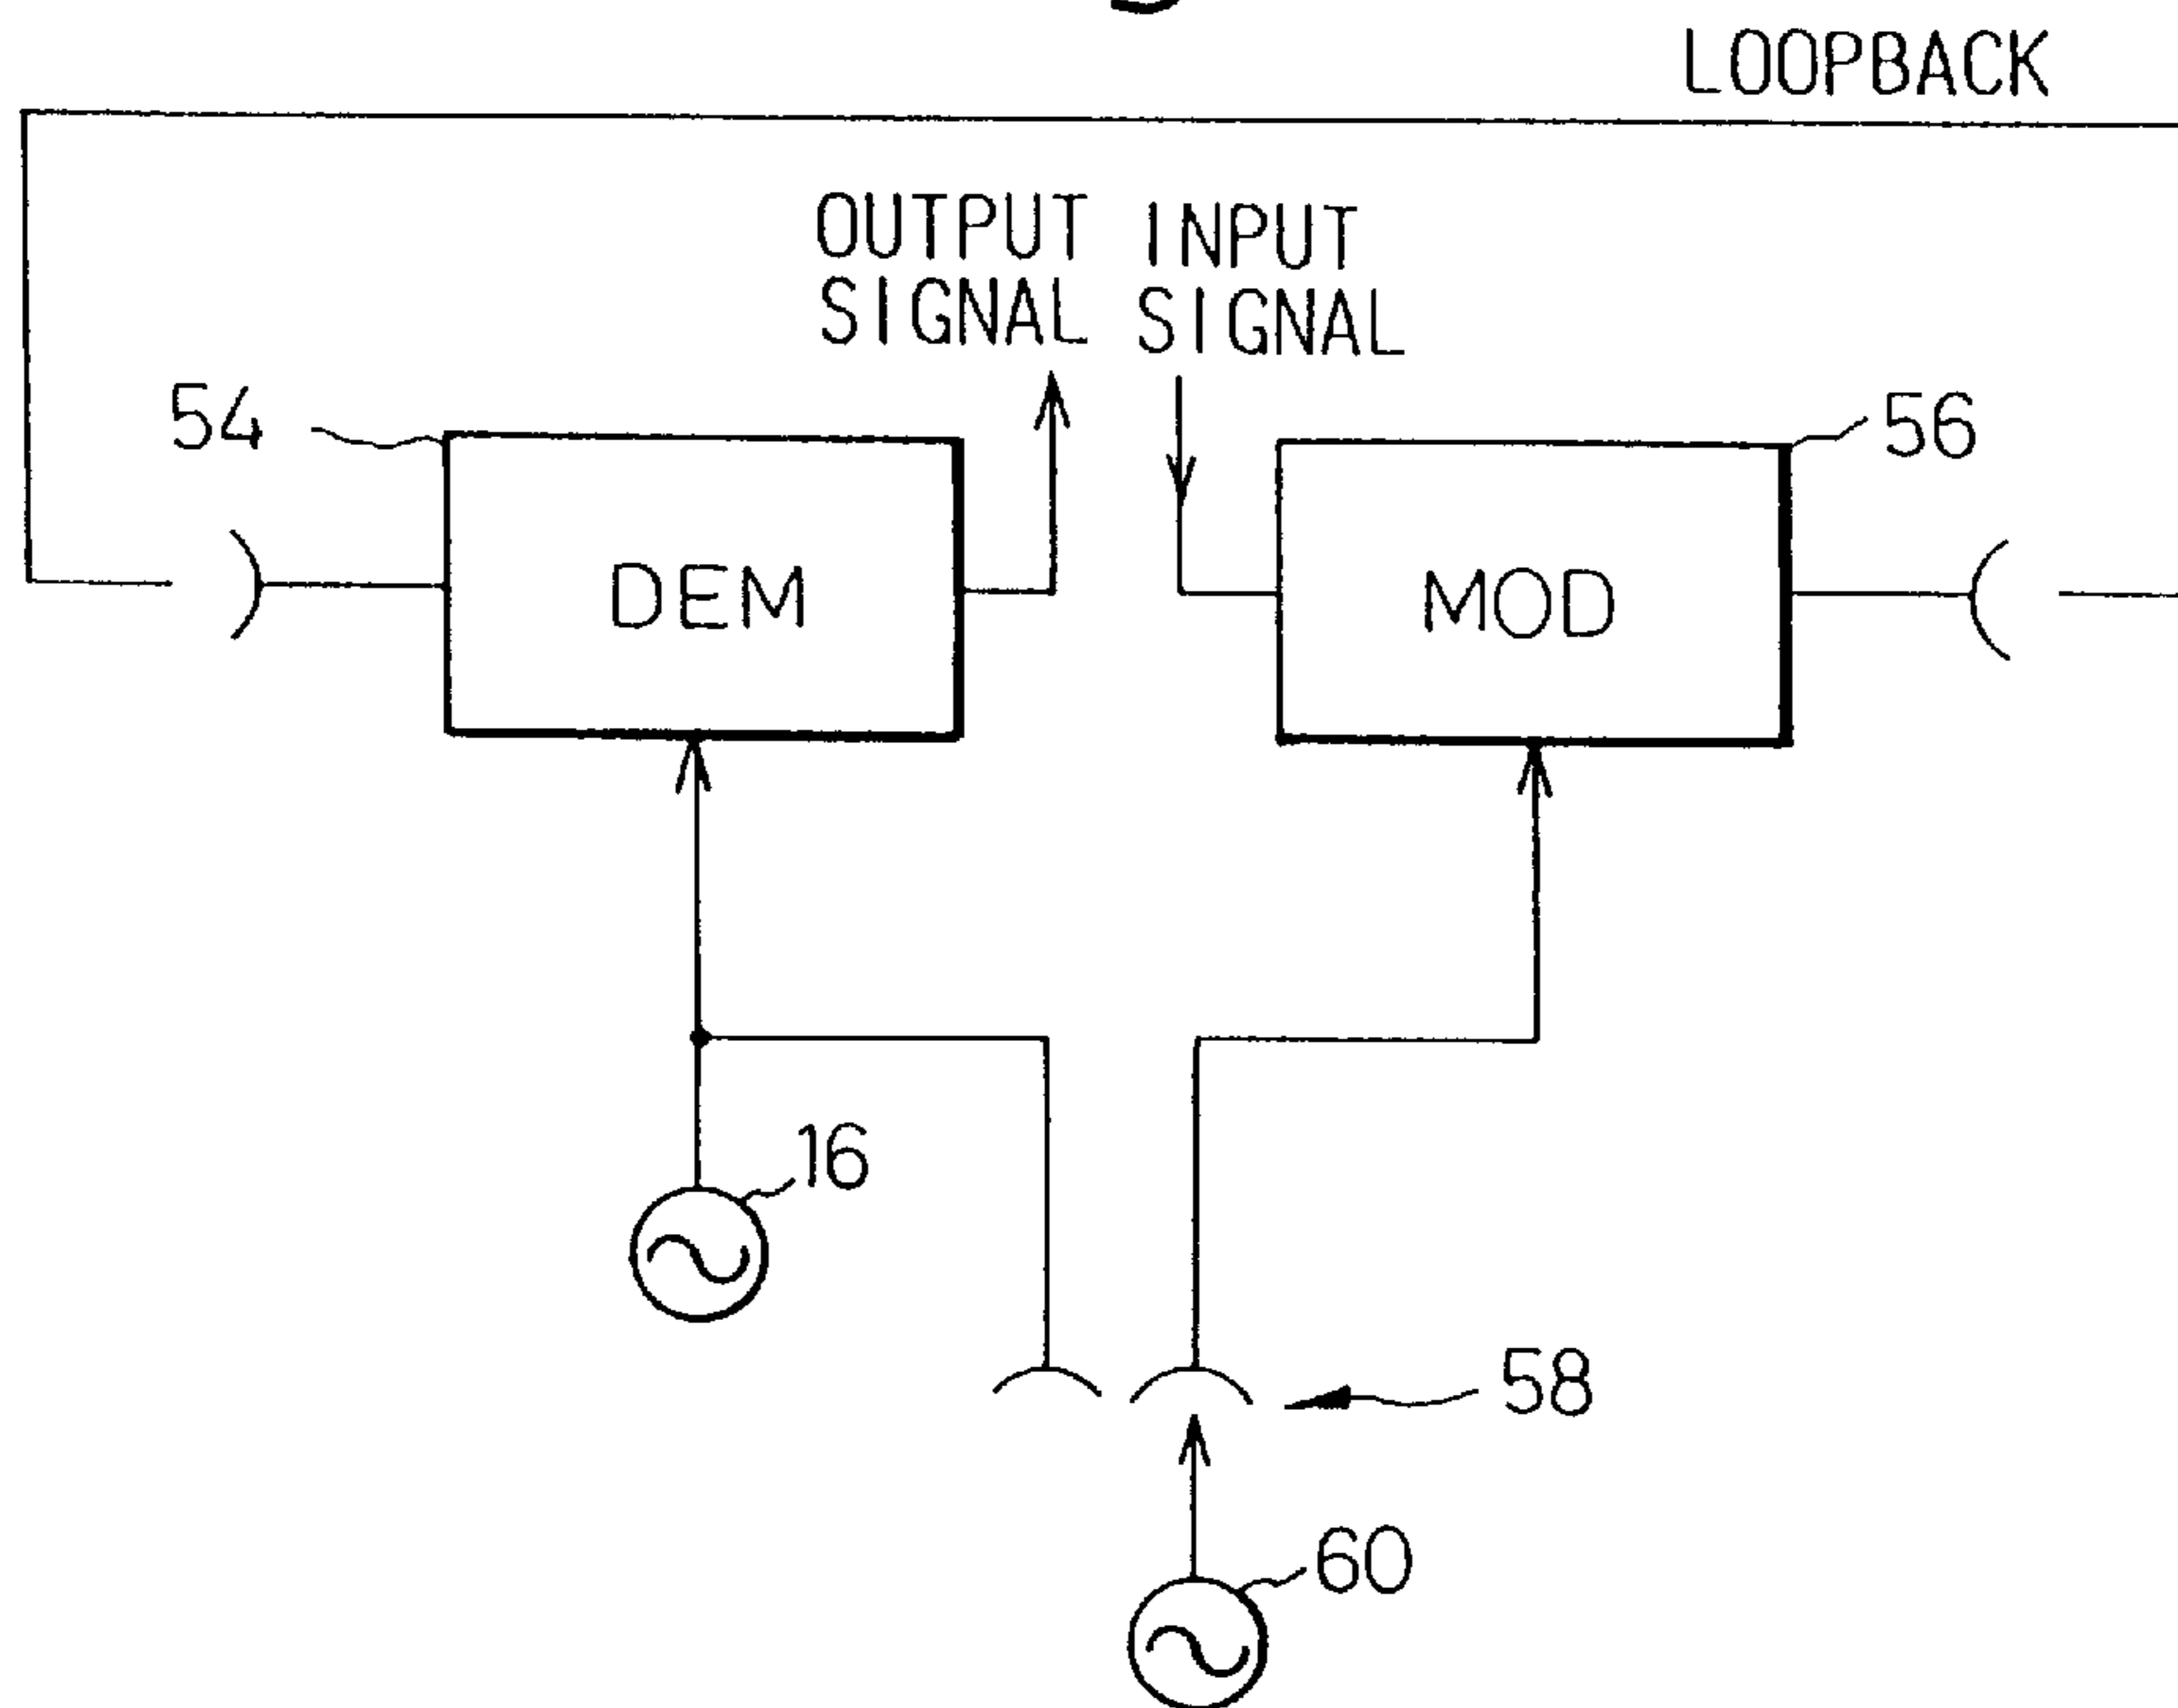 LOOPBACK
OUTPUT INPUT
SIGNAL SIGNAL
54
56
DEM
MOD
16
58
60